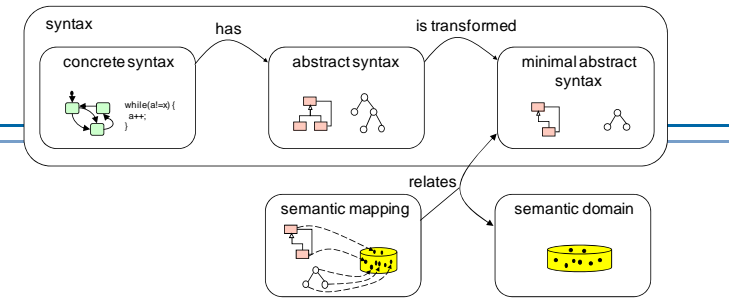 syntax
has
is transformed
concrete syntax
abstract syntax
minimal abstract
syntax
while(a!=x) {
a++;
}
relates
semantic mapping
semantic domain